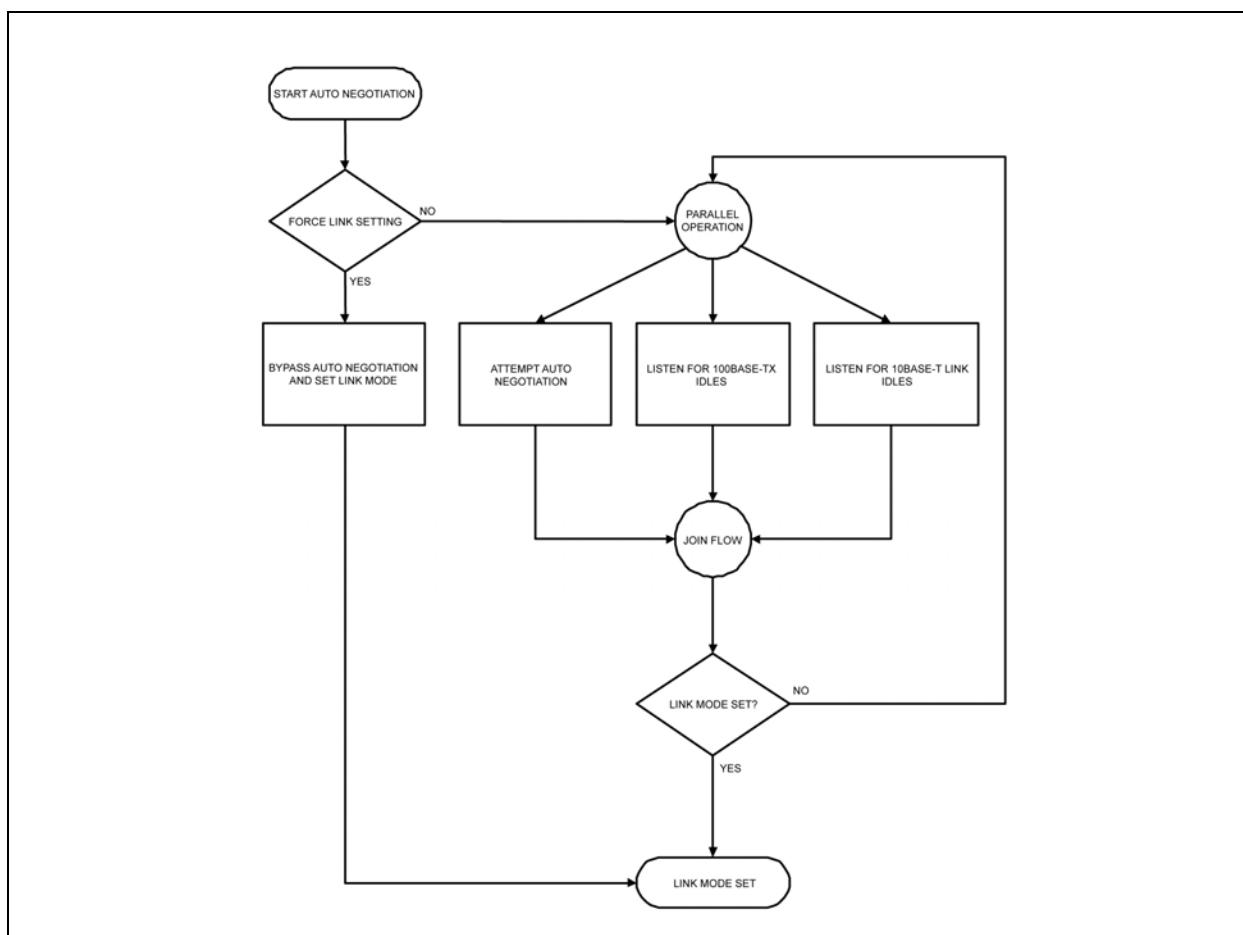 START AUTO NEGOTIATION
FORCE LINK SETTING
NO
PARALLEL
OPERATION
YES
BYPASS AUTO NEGOTIATION
AND SET LINK MODE
ATTEMPT AUTO
NEGOTIATION
LISTEN FOR 100BASE-TX
IDLES
LISTEN FOR 10BASE-T LINK
IDLES
JOIN FLOW
LINK MODE SET?
NO
YES
LINK MODE SET